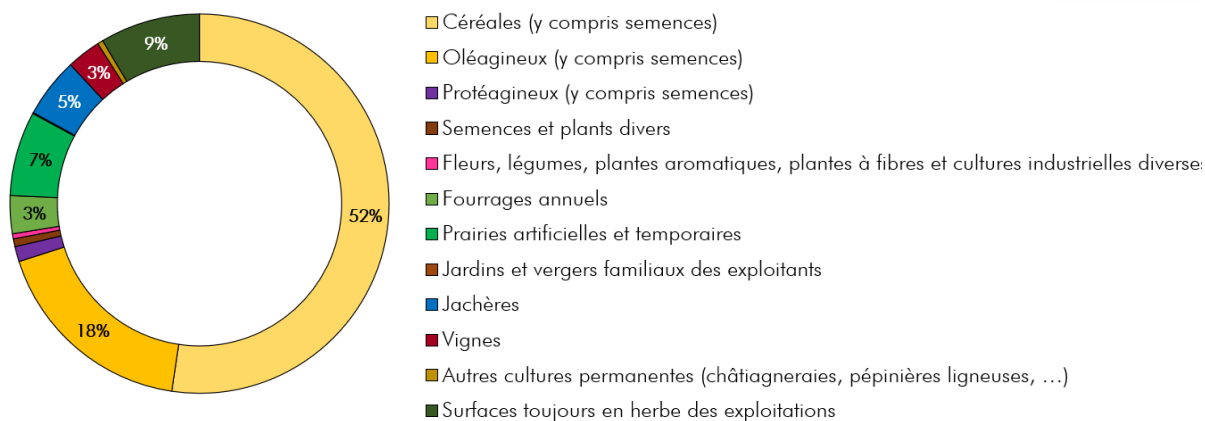 9%
3%
5%
7%
3%
18%
52%
Céréales (y compris semences)
Oléagineux (y compris semences)
Protéagineux (y compris semences)
Semences et plants divers
Fleurs, légumes, plantes aromatiques, plantes à fibres et cultures industrielles diverses
Fourrages annuels
Prairies artificielles et temporaires
Jardins et vergers familiaux des exploitants
Jachères
Vignes
Autres cultures permanentes (châtiagneraies, pépinières ligneuses, …)
Surfaces toujours en herbe des exploitations